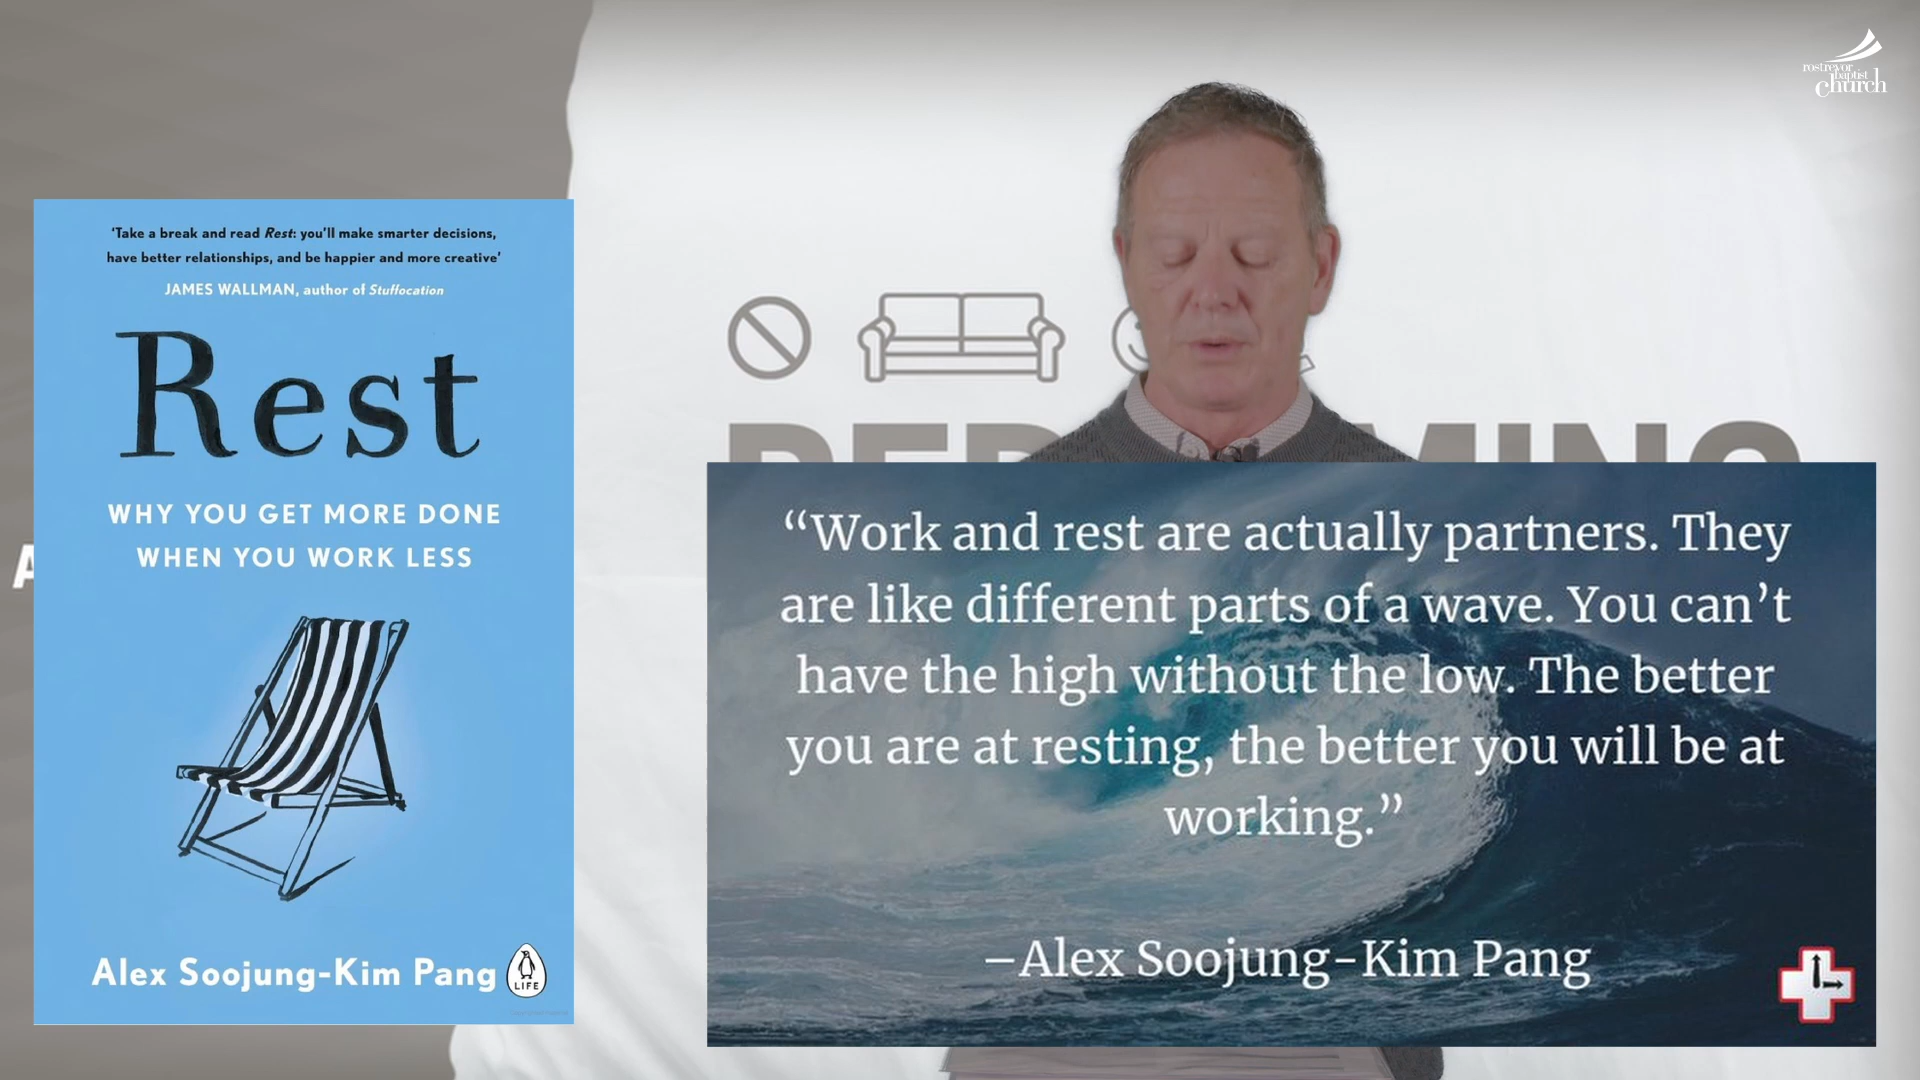 rostrevor
baptist
church
‘Take a break and read Rest: you’ll make smarter decisions,
have better relationships, and be happier and more creative’
JAMES WALLMAN, author of Stuffocation
Rest
WHY YOU GET MORE DONE
WHEN YOU WORK LESS
Alex Soojung-Kim Pang
LIFE
“Work and rest are actually partners. They
are like different parts of a wave. You can’t
have the high without the low. The better
you are at resting, the better you will be at
working.”
–Alex Soojung-Kim Pang